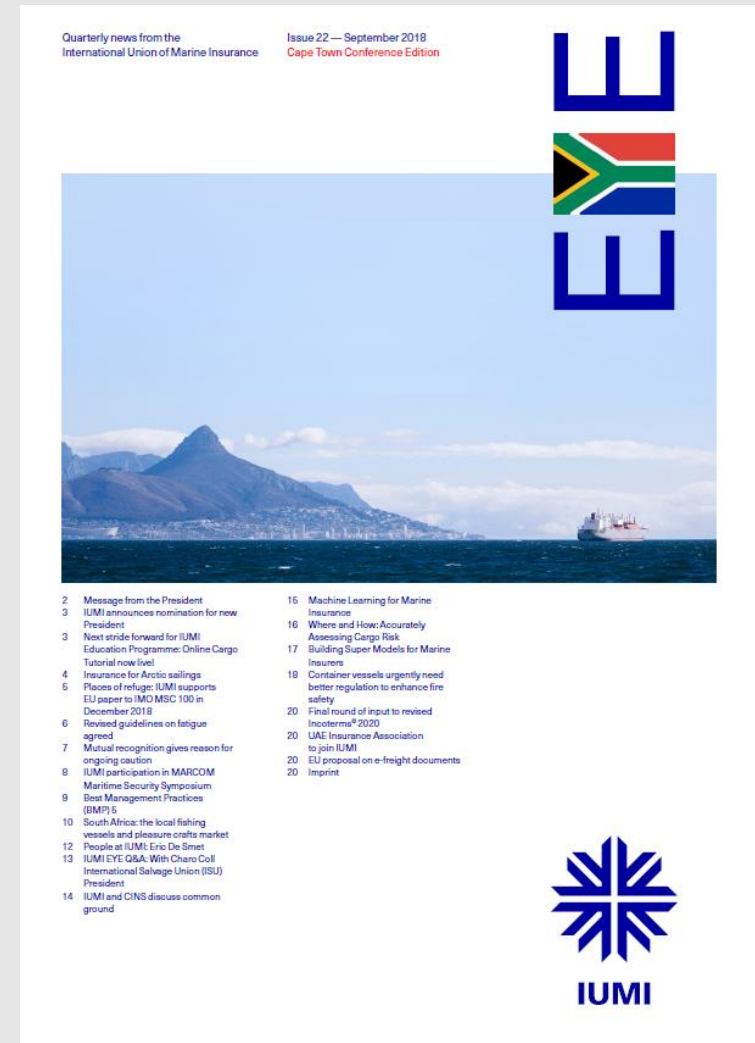 Quarterly news from the
International Union of Marine Insurance
Issue 22 — September 2018
Cape Town Conference Edition
EYE
2 Message from the President
3 IUMI announces nomination for new
President
3 Next stride forward for IUMI
Education Programme: Online Cargo
Tutorial now live!
4 Insurance for Arctic sailings
5 Places of refuge: IUMI supports
EU paper to IMO MSC 100 in
December 2018
6 Revised guidelines on fatigue
agreed
7 Mutual recognition gives reason for
ongoing caution
8 IUMI participation in MARCOM
Maritime Security Symposium
9 Best Management Practices
(BMP) 5
10 South Africa: the local fishing
vessels and pleasure crafts market
12 People at IUMI: Eric De Smet
13 IUMI EYE Q&A: With Charo Coll
International Salvage Union (ISU)
President
14 IUMI and CINS discuss common
ground
15 Machine Learning for Marine
Insurance
16 Where and How: Accurately
Assessing Cargo Risk
17 Building Super Models for Marine
Insurers
18 Container vessels urgently need
better regulation to enhance fire
safety
20 Final round of input to revised
Incoterms® 2020
20 UAE Insurance Association
to join IUMI
20 EU proposal on e-freight documents
20 Imprint
IUMI